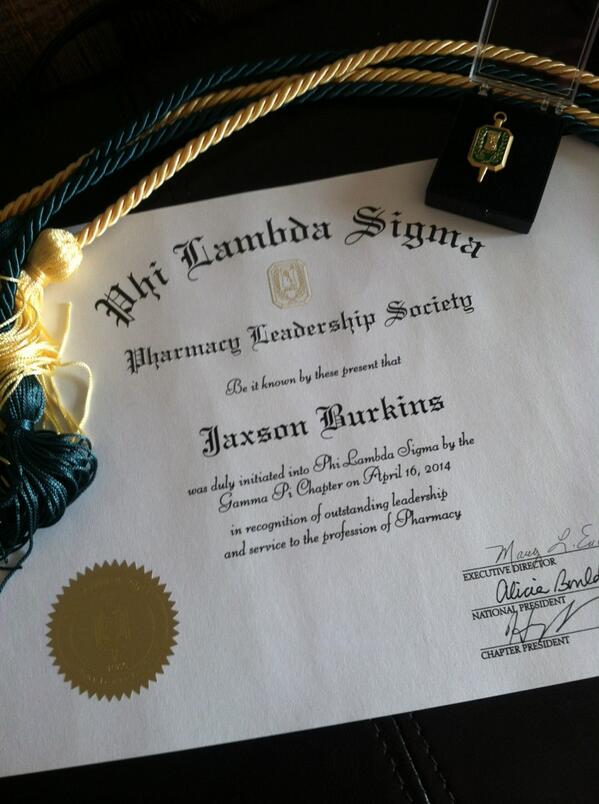 Phi Lambda Sigma
Pharmacy Leadership Society
Be it known by these present that
Jaxson Burkins
was duly initiated into Phi Lambda Sigma by the
Gamma Pi Chapter on April 16, 2014
in recognition of outstanding leadership
and service to the profession of Pharmacy
Mary L.
EXECUTIVE DIRECTOR
Alicia
NATIONAL PRESIDENT
CHAPTER PRESIDENT